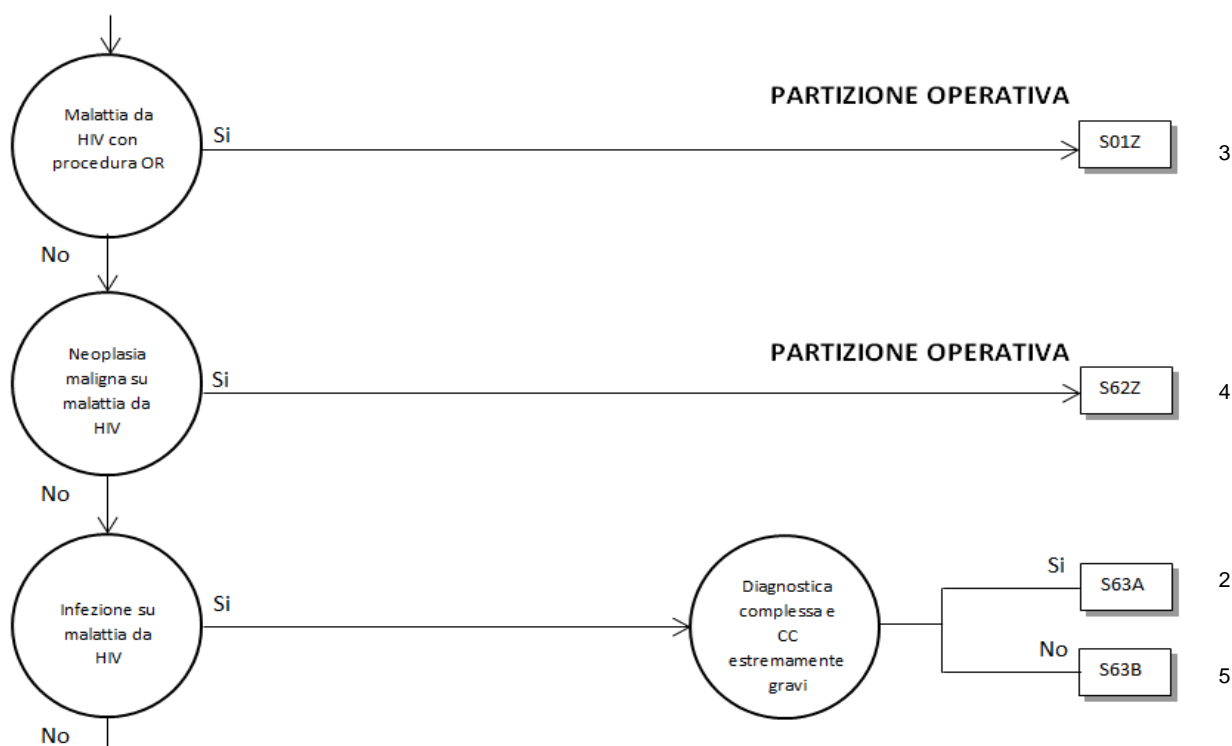 PARTIZIONE OPERATIVA
Malattia da
HIV con
procedura OR
Si
S01Z
3
No
PARTIZIONE OPERATIVA
Neoplasia
maligna su
malattia da
HIV
Si
S62Z
4
No
Infezione su
malattia da
HIV
Si
Diagnostica
complessa e
CC
estremamente
gravi
Si
S63A
2
No
S63B
5
No